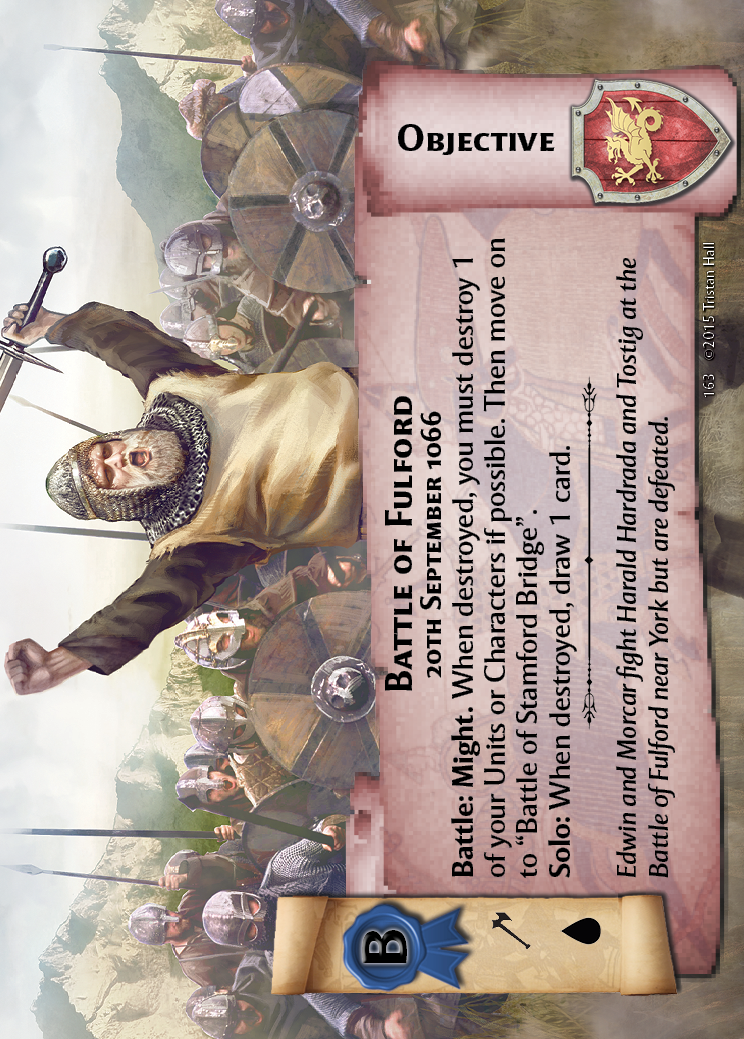 OBJECTIVE
B
BATTLE OF FULFORD
20TH SEPTEMBER 1066
Battle: Might. When destroyed, you must destroy 1
of your Units or Characters if possible. Then move on
to “Battle of Stamford Bridge”.
Solo: When destroyed, draw 1 card.
Edwin and Morcar fight Harald Hardrada and Tostig at the
Battle of Fulford near York but are defeated.
163 ©2015 Tristan Hall